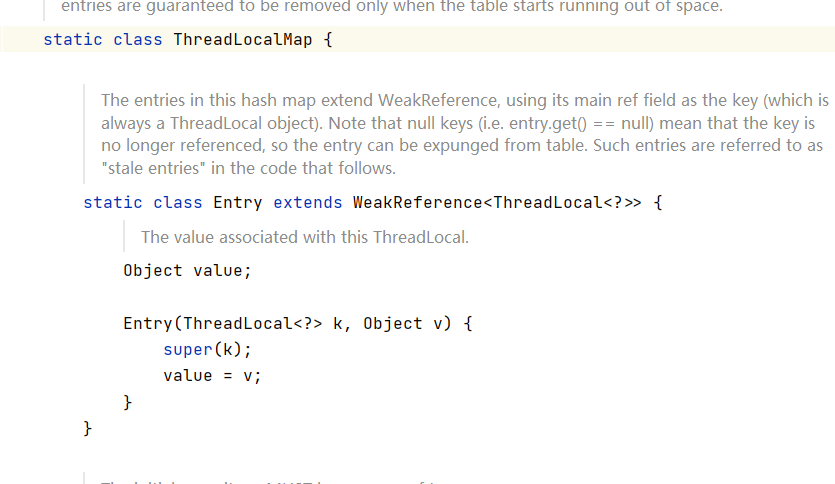 entries are guaranteed to be removed only when the table starts running out of space.
static class ThreadLocalMap {
The entries in this hash map extend WeakReference, using its main ref field as the key (which is
always a ThreadLocal object). Note that null keys (i.e. entry.get() == null) mean that the key is
no longer referenced, so the entry can be expunged from table. Such entries are referred to as
"stale entries" in the code that follows.
static class Entry extends WeakReference<ThreadLocal<?>> {
The value associated with this ThreadLocal.
Object value;
Entry(ThreadLocal<?> k, Object v) {
super(k);
value = v;
}
}